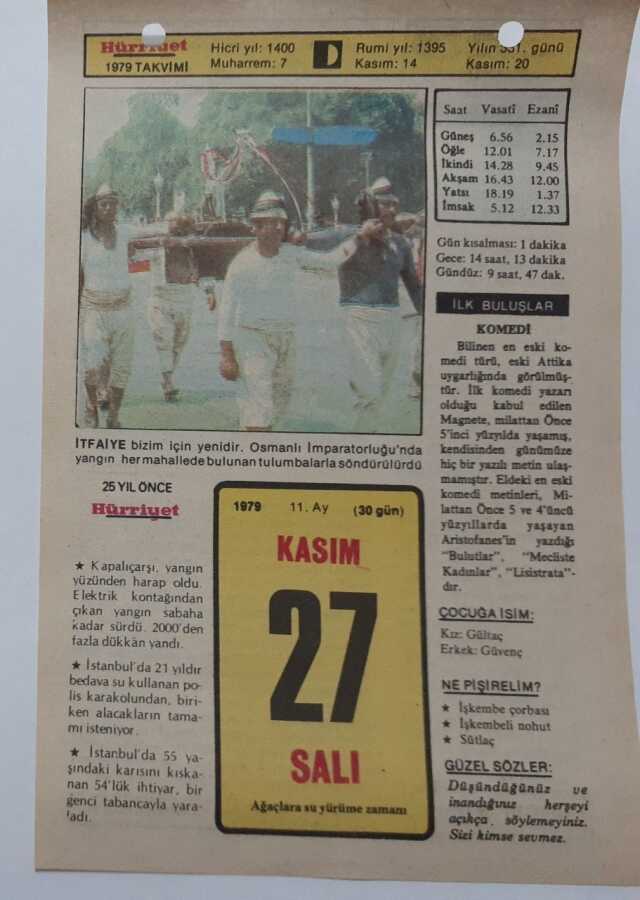 Hürriyet
1979 TAKVİMİ
Hicri yıl: 1400
Muharrem: 7
D
Rumi yıl: 1395
Kasım: 14
Yılın 331. günü
Kasım: 20
Saat Vasatî Ezanî
Güneş 6.56 2.15
Öğle 12.01 7.17
İkindi 14.28 9.45
Akşam 16.43 12.00
Yatsı 18.19 1.37
İmsak 5.12 12.33
Gün kısalması: 1 dakika
Gece: 14 saat, 13 dakika
Gündüz: 9 saat, 47 dak.
İTFAİYE bizim için yenidir. Osmanlı İmparatorluğu'nda
yangın her mahallede bulunan tulumbalarla söndürülürdü
İLK BULUŞLAR
KOMEDİ
Bilinen en eski ko-
medi türü, eski Attika
uygarlığında görülmüş-
tür. İlk komedi yazarı
olduğu kabul edilen
Magnete, milattan Önce
5'inci yüzyılda yaşamış,
kendisinden günümüze
hiç bir yazılı metin ulaş-
mamıştır. Eldeki en eski
komedi metinleri, Mi-
lattan Önce 5 ve 4'üncü
yüzyıllarda yaşayan
Aristofanes'in yazdığı
"Bulutlar", "Mecliste
Kadınlar", "Lisistrata"-
dır.
25 YIL ÖNCE
Hürriyet
★ Kapalıçarşı, yangın
yüzünden harap oldu.
Elektrik kontağından
çıkan yangın sabaha
kadar sürdü. 2000'den
fazla dükkân yandı.
★ İstanbul'da 21 yıldır
bedava su kullanan po-
lis karakolundan, biri-
ken alacakların tama-
mı isteniyor.
★ İstanbul'da 55 ya-
şındaki karısını kıska-
nan 54'lük ihtiyar, bir
genci tabancayla yara-
ladı.
1979 11. Ay (30 gün)
KASIM
27
SALI
Ağaçlara su yürüme zamanı
ÇOCUĞA İSİM:
Kız: Gültaç
Erkek: Güvenç
NE PİŞİRELİM?
★ İşkembe çorbası
★ İşkembeli nohut
★ Sütlaç
GÜZEL SÖZLER:
Düşündüğünüz ve
inandığınız herşeyi
açıkça söylemeyiniz.
Sizi kimse sevmez.